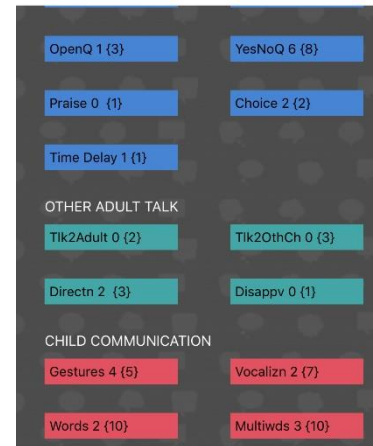 OpenQ 1 {3}
YesNoQ 6 {8}
Praise 0 {1}
Choice 2 {2}
Time Delay 1 {1}
OTHER ADULT TALK
Tlk2Adult 0 {2}
Tlk2OthCh 0 {3}
Directn 2 {3}
Disappv 0 {1}
CHILD COMMUNICATION
Gestures 4 {5}
Vocalizn 2 {7}
Words 2 {10}
Multiwds 3 {10}